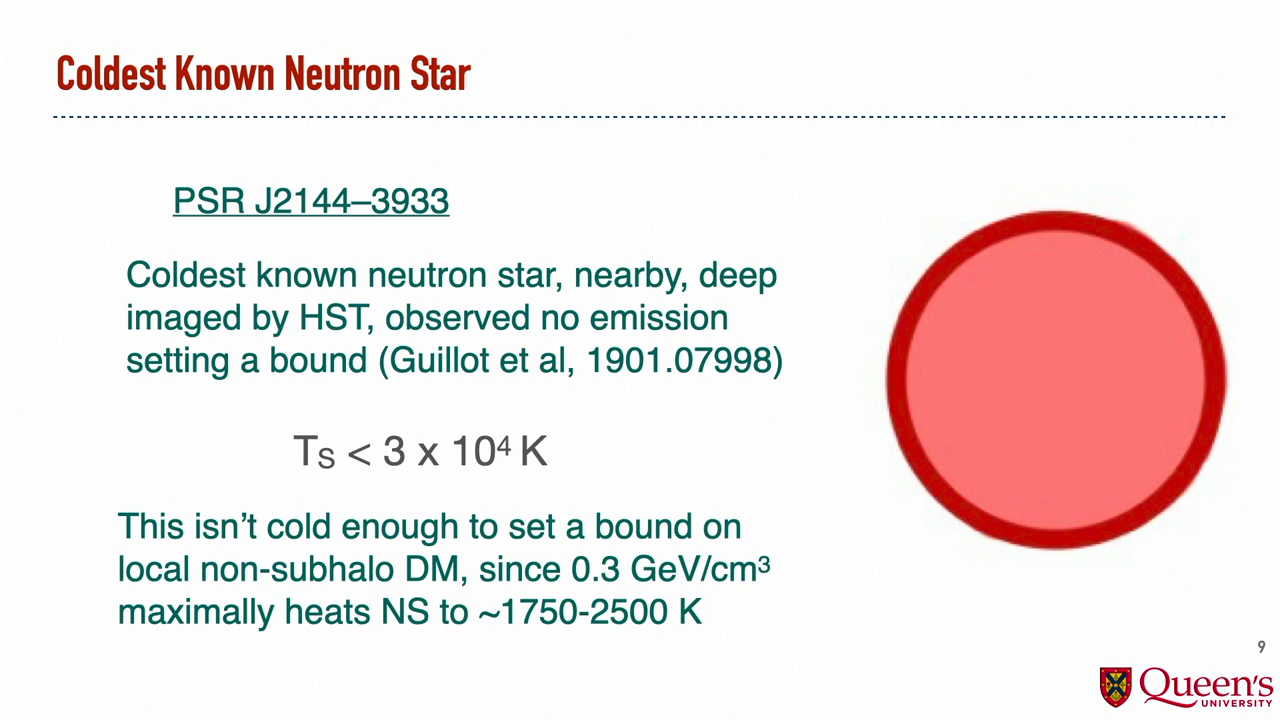 Coldest Known Neutron Star
PSR J2144–3933
Coldest known neutron star, nearby, deep
imaged by HST, observed no emission
setting a bound (Guillot et al, 1901.07998)
Tₛ < 3 x 10⁴ K
This isn’t cold enough to set a bound on
local non-subhalo DM, since 0.3 GeV/cm³
maximally heats NS to ~1750-2500 K
9
Queen's
UNIVERSITY